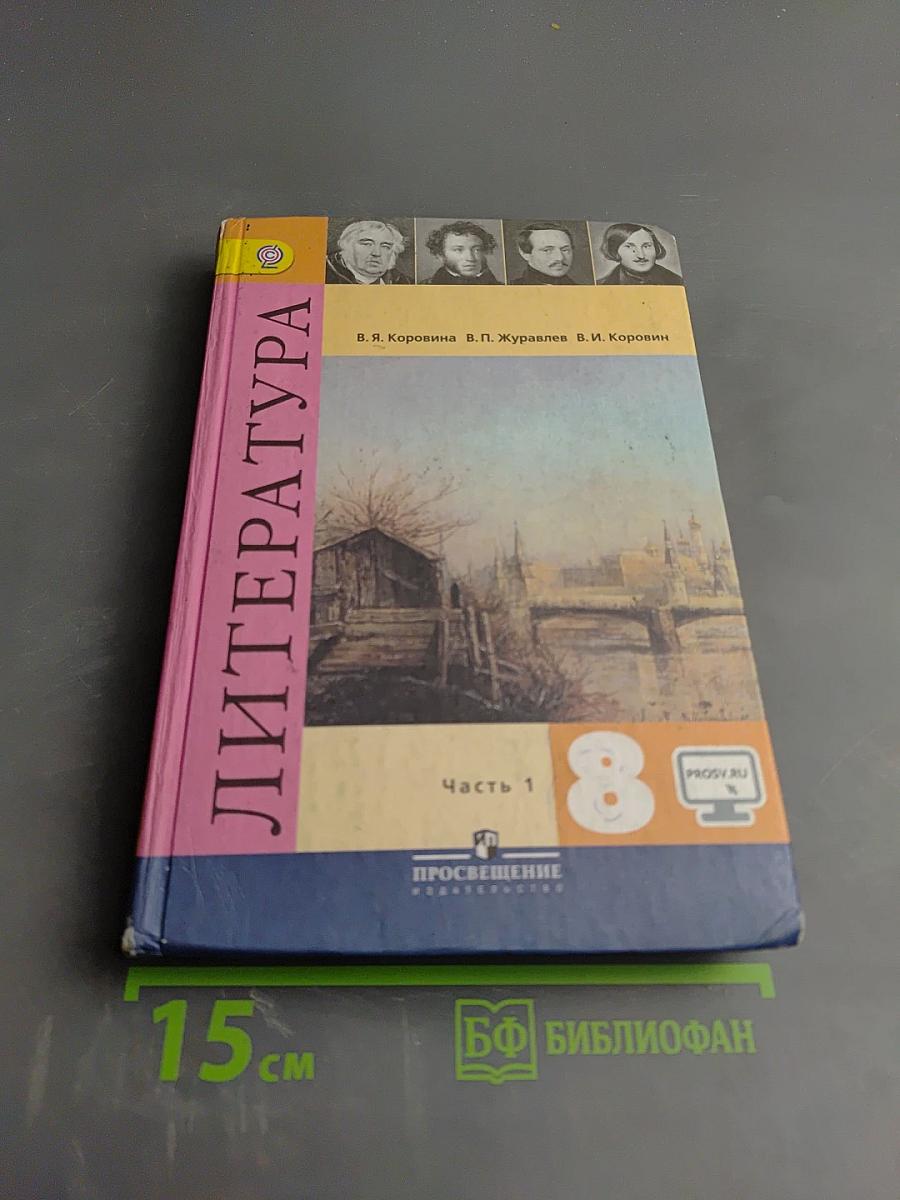 В. Я. Коровина В. П. Журавлев В. И. Коровин
ЛИТЕРАТУРА
Часть 1
8
PROSV.RU
ПРОСВЕЩЕНИЕ
ИЗДАТЕЛЬСТВО
15 см
БФ БИБЛИОФАН